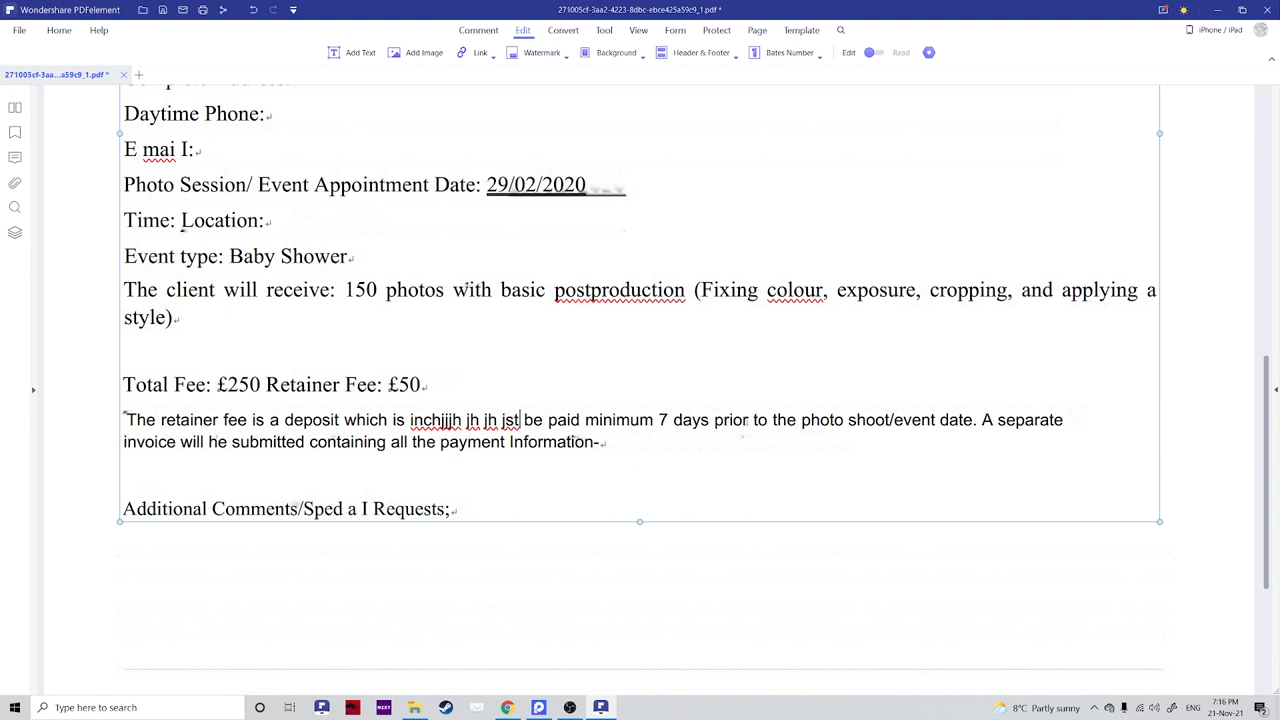 Wondershare PDFelement
271005cf-3aa2-4223-8dbc-ebce425a59c9_1.pdf *
File Home Help
Comment Edit Convert Tool View Form Protect Page Template
iPhone / iPad
Add Text Add Image Link Watermark Background Header & Footer Bates Number Edit Read
271005cf-3aa...a59c9_1.pdf *
Daytime Phone:
E mai I:
Photo Session/ Event Appointment Date: 29/02/2020
Time: Location:
Event type: Baby Shower
The client will receive: 150 photos with basic postproduction (Fixing colour, exposure, cropping, and applying a
style)
Total Fee: £250 Retainer Fee: £50
*The retainer fee is a deposit which is inchjjjh jh jh jst be paid minimum 7 days prior to the photo shoot/event date. A separate
invoice will he submitted containing all the payment Information-
Additional Comments/Sped a I Requests;
Type here to search
8°C Partly sunny
7:16 PM
21-Nov-21